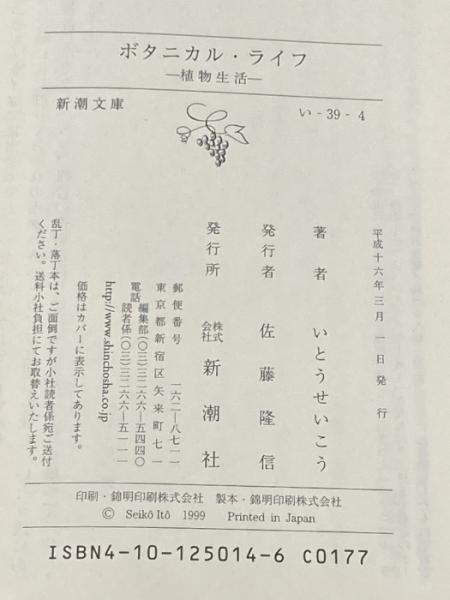 ボタニカル・ライフ
―植物生活―
新潮文庫
い - 39 - 4
平成十六年三月一日発行
著者 いとうせいこう
発行者 佐藤隆信
発行所 株式会社 新潮社
郵便番号 一六二―八七一一
東京都新宿区矢来町七一
電話 編集部(〇三)三二六六―五四四〇
読者係(〇三)三二六六―五一一一
http://www.shinchosha.co.jp
価格はカバーに表示してあります。
乱丁・落丁本は、ご面倒ですが小社読者係宛ご送付
ください。送料小社負担にてお取替えいたします。
印刷・錦明印刷株式会社 製本・錦明印刷株式会社
© Seikô Itô 1999 Printed in Japan
ISBN4-10-125014-6 C0177